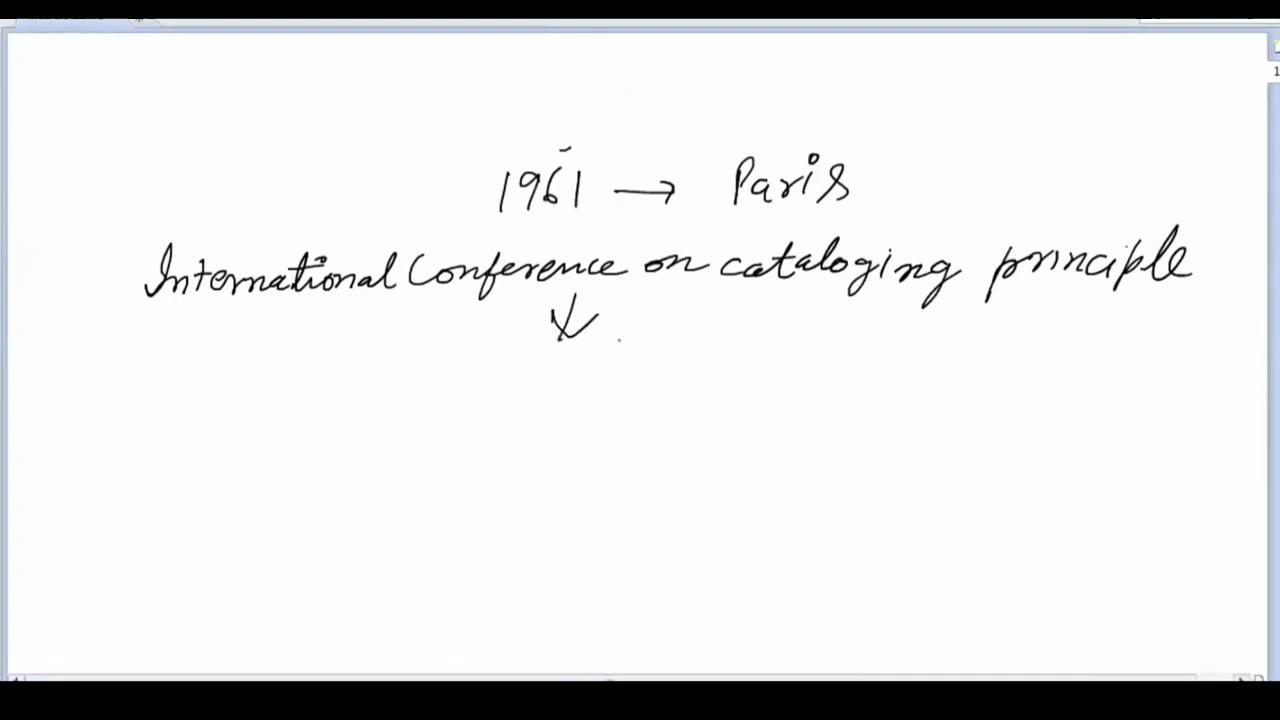 1961 → Paris
International Conference on cataloging principle